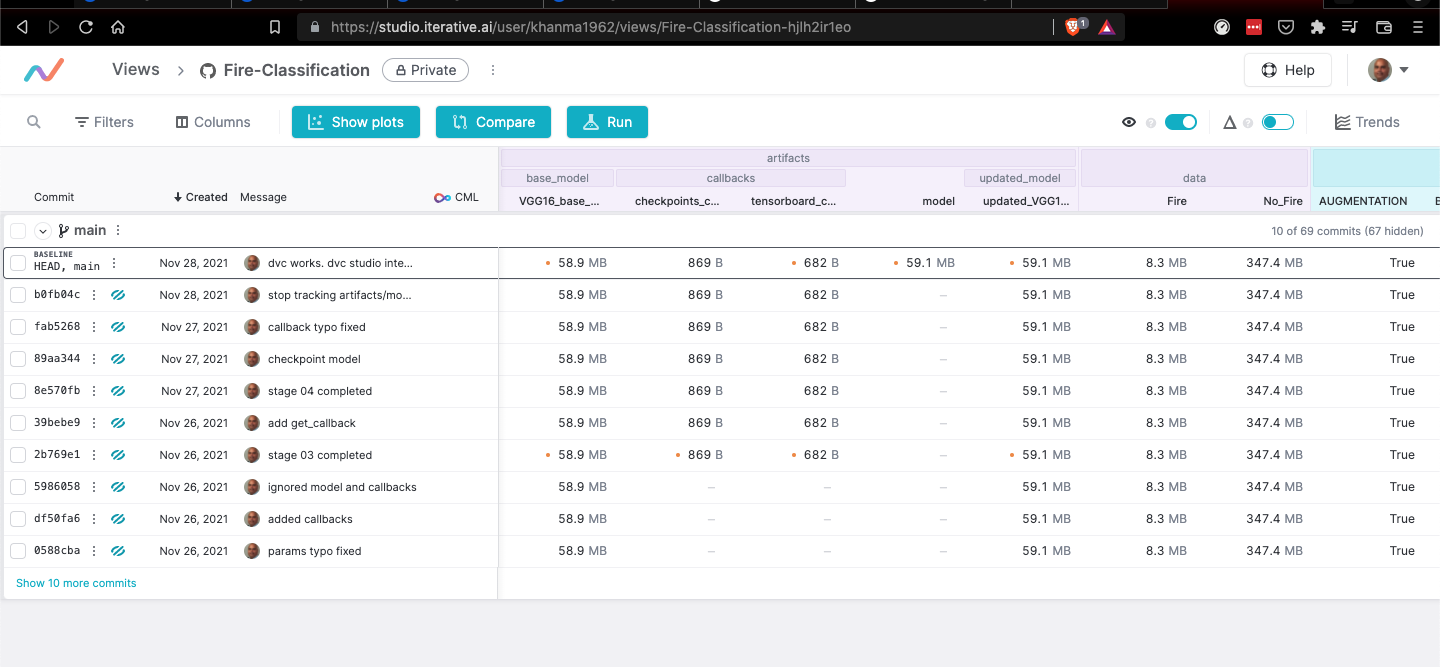 https://studio.iterative.ai/user/khanma1962/views/Fire-Classification-hjlh2ir1eo
1
Views > Fire-Classification Private Help
Filters Columns Show plots Compare Run Trends
artifacts
base_model callbacks updated_model data
Commit Created Message CML VGG16_base_... checkpoints_c... tensorboard_c... model updated_VGG1... Fire No_Fire AUGMENTATION
main 10 of 69 commits (67 hidden)
BASELINE
HEAD, main Nov 28, 2021 dvc works. dvc studio inte... 58.9 MB 869 B 682 B 59.1 MB 59.1 MB 8.3 MB 347.4 MB True
b0fb04c Nov 28, 2021 stop tracking artifacts/mo... 58.9 MB 869 B 682 B – 59.1 MB 8.3 MB 347.4 MB True
fab5268 Nov 27, 2021 callback typo fixed 58.9 MB 869 B 682 B – 59.1 MB 8.3 MB 347.4 MB True
89aa344 Nov 27, 2021 checkpoint model 58.9 MB 869 B 682 B – 59.1 MB 8.3 MB 347.4 MB True
8e570fb Nov 27, 2021 stage 04 completed 58.9 MB 869 B 682 B – 59.1 MB 8.3 MB 347.4 MB True
39bebe9 Nov 26, 2021 add get_callback 58.9 MB 869 B 682 B – 59.1 MB 8.3 MB 347.4 MB True
2b769e1 Nov 26, 2021 stage 03 completed 58.9 MB 869 B 682 B – 59.1 MB 8.3 MB 347.4 MB True
5986058 Nov 26, 2021 ignored model and callbacks 58.9 MB – – – 59.1 MB 8.3 MB 347.4 MB True
df50fa6 Nov 26, 2021 added callbacks 58.9 MB – – – 59.1 MB 8.3 MB 347.4 MB True
0588cba Nov 26, 2021 params typo fixed 58.9 MB – – – 59.1 MB 8.3 MB 347.4 MB True
Show 10 more commits